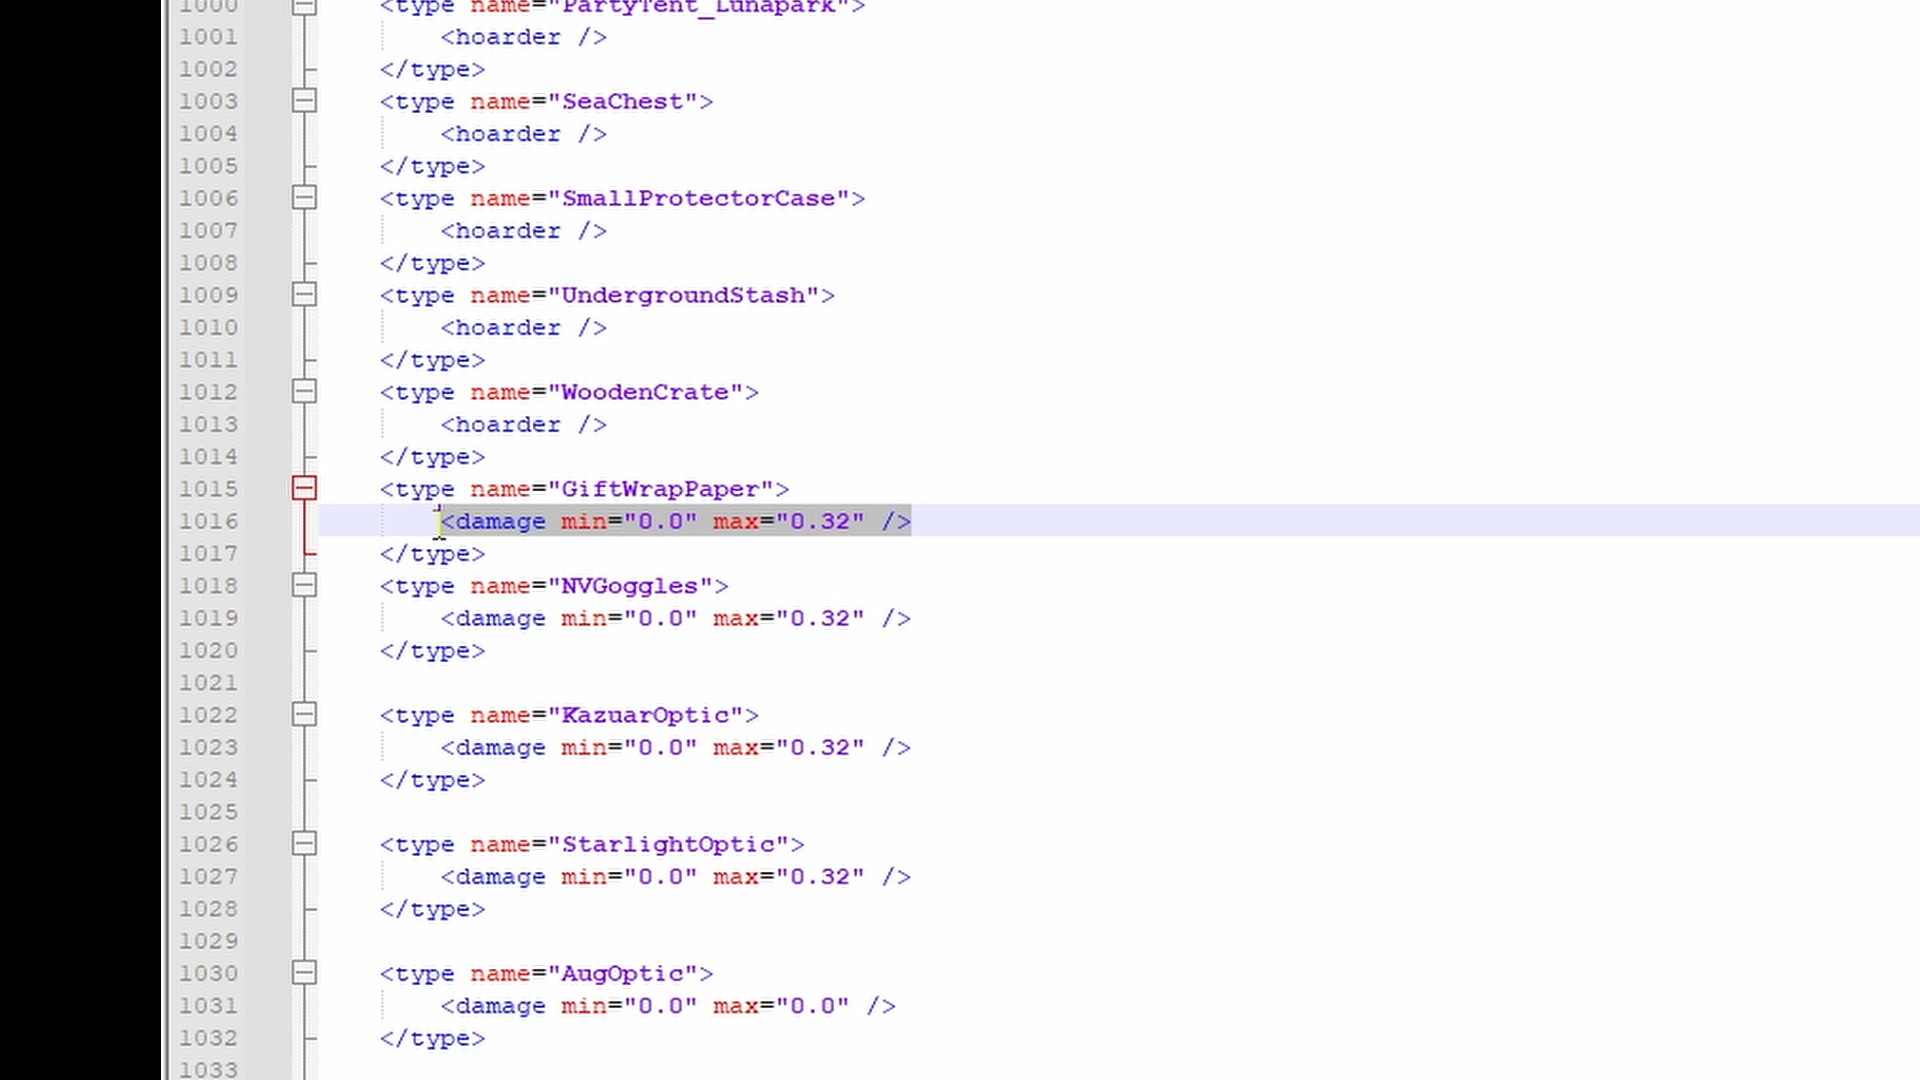 1000 <type name="PartyTent_Lunapark">
1001 <hoarder />
1002 </type>
1003 <type name="SeaChest">
1004 <hoarder />
1005 </type>
1006 <type name="SmallProtectorCase">
1007 <hoarder />
1008 </type>
1009 <type name="UndergroundStash">
1010 <hoarder />
1011 </type>
1012 <type name="WoodenCrate">
1013 <hoarder />
1014 </type>
1015 <type name="GiftWrapPaper">
1016 <damage min="0.0" max="0.32" />
1017 </type>
1018 <type name="NVGoggles">
1019 <damage min="0.0" max="0.32" />
1020 </type>
1021
1022 <type name="KazuarOptic">
1023 <damage min="0.0" max="0.32" />
1024 </type>
1025
1026 <type name="StarlightOptic">
1027 <damage min="0.0" max="0.32" />
1028 </type>
1029
1030 <type name="AugOptic">
1031 <damage min="0.0" max="0.0" />
1032 </type>
1033